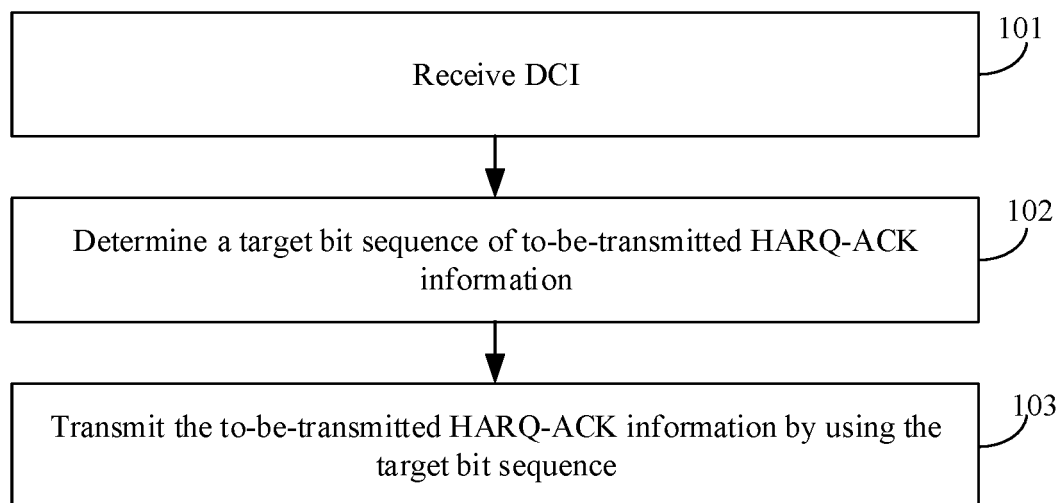 101
Receive DCI
102
Determine a target bit sequence of to-be-transmitted HARQ-ACK
information
103
Transmit the to-be-transmitted HARQ-ACK information by using the
target bit sequence